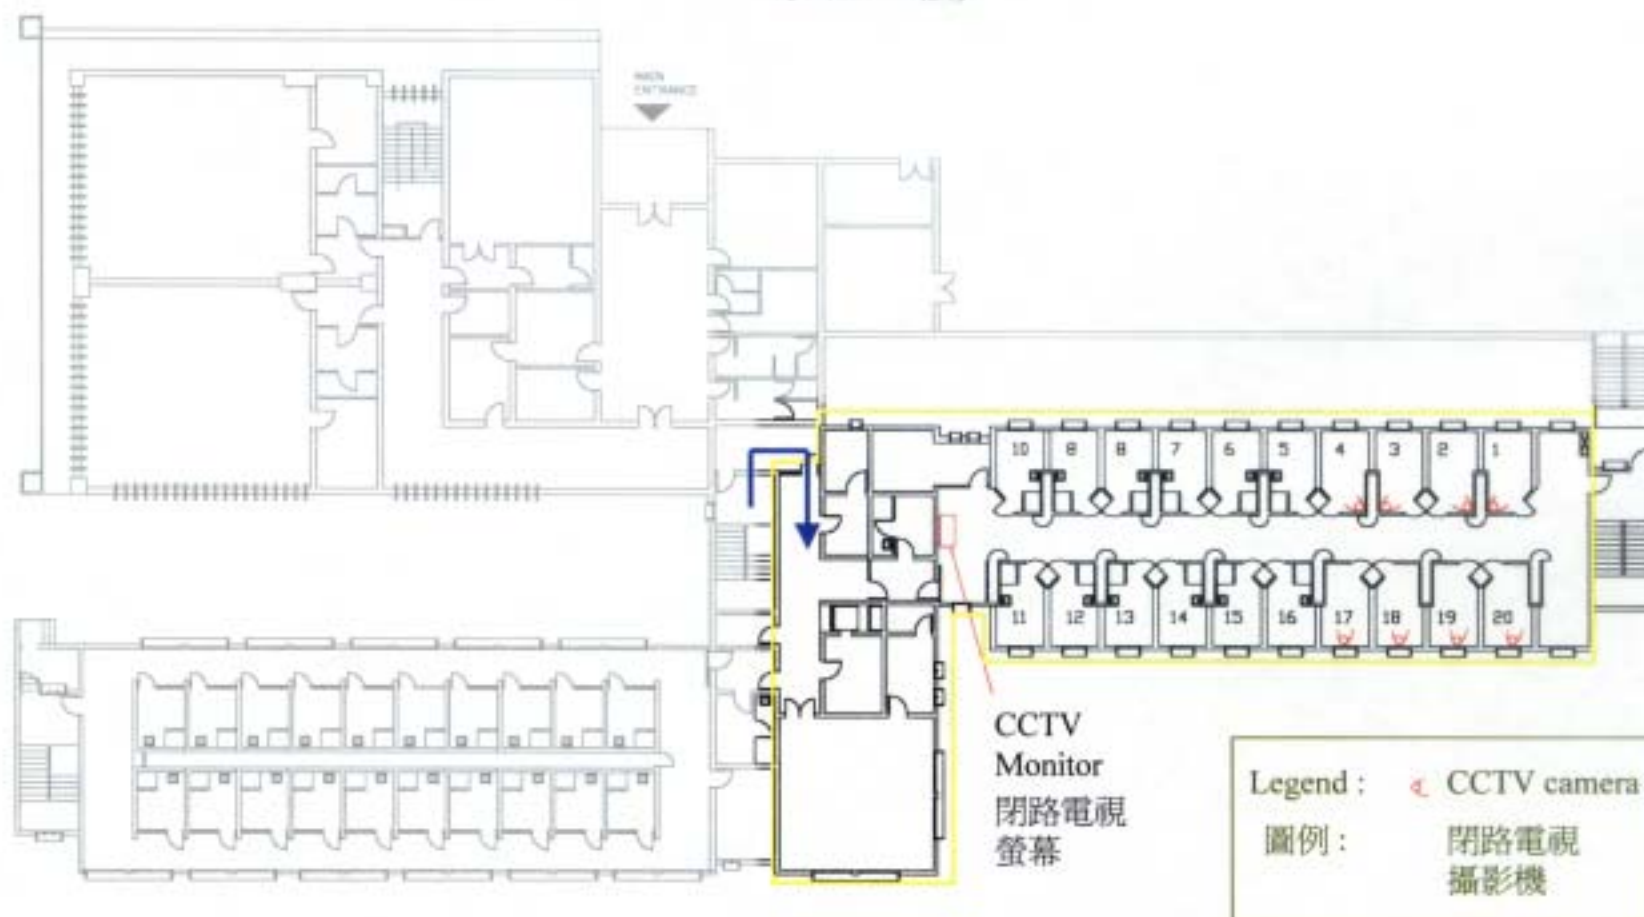 MAIN
ENTRANCE
10 8 8 7 6 5 4 3 2 1
11 12 13 14 15 16 17 18 19 20
CCTV
Monitor
閉路電視
螢幕
Legend : CCTV camera
圖例 : 閉路電視
攝影機